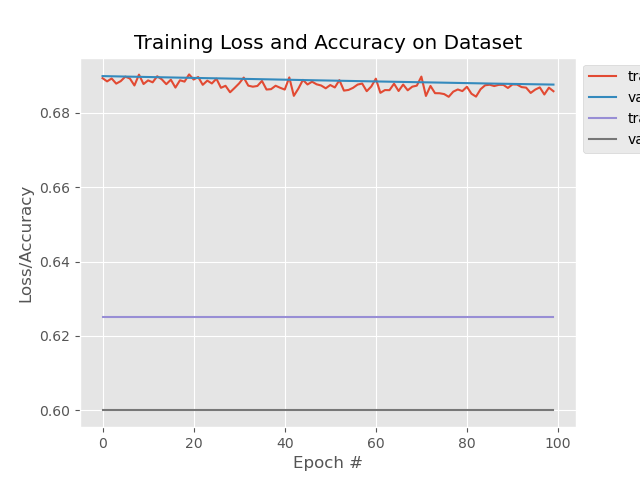 Training Loss and Accuracy on Dataset
Loss/Accuracy
0.68
0.66
0.64
0.62
0.60
0
20
40
60
80
100
Epoch #
tra
va
tra
va